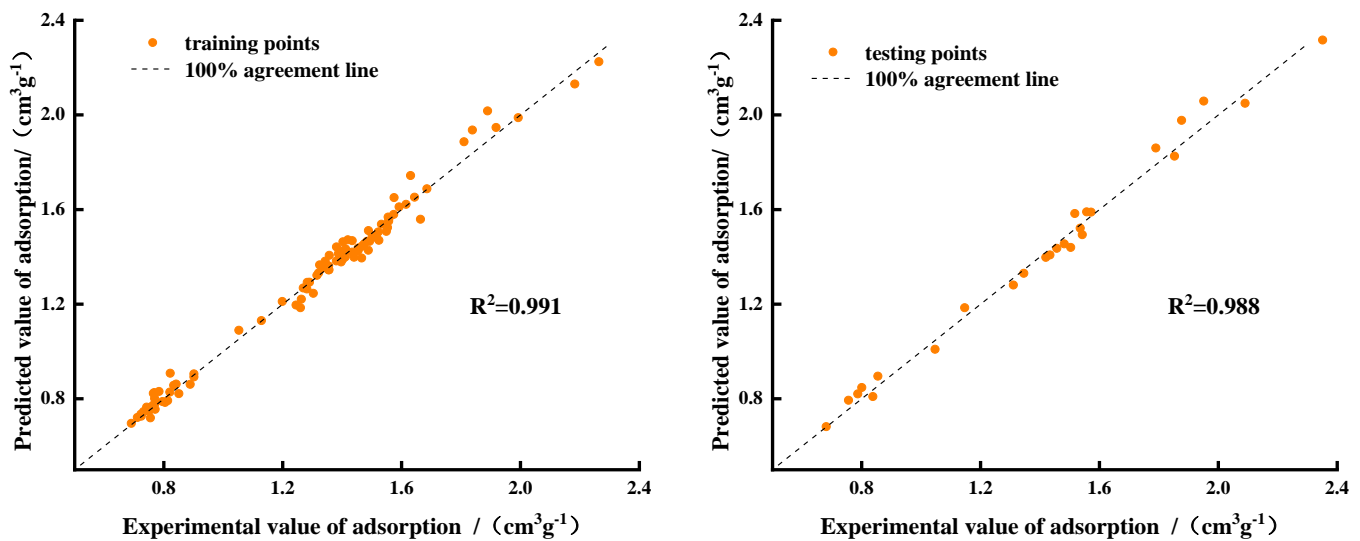 training points
100% agreement line
R²=0.991
Predicted value of adsorption/（cm³g⁻¹）
2.0
1.6
1.2
0.8
0.8 1.2 1.6 2.0 2.4
Experimental value of adsorption /（cm³g⁻¹）
testing points
100% agreement line
R²=0.988
Predicted value of adsorption/（cm³g⁻¹）
2.0
1.6
1.2
0.8
0.8 1.2 1.6 2.0 2.4
Experimental value of adsorption /（cm³g⁻¹）